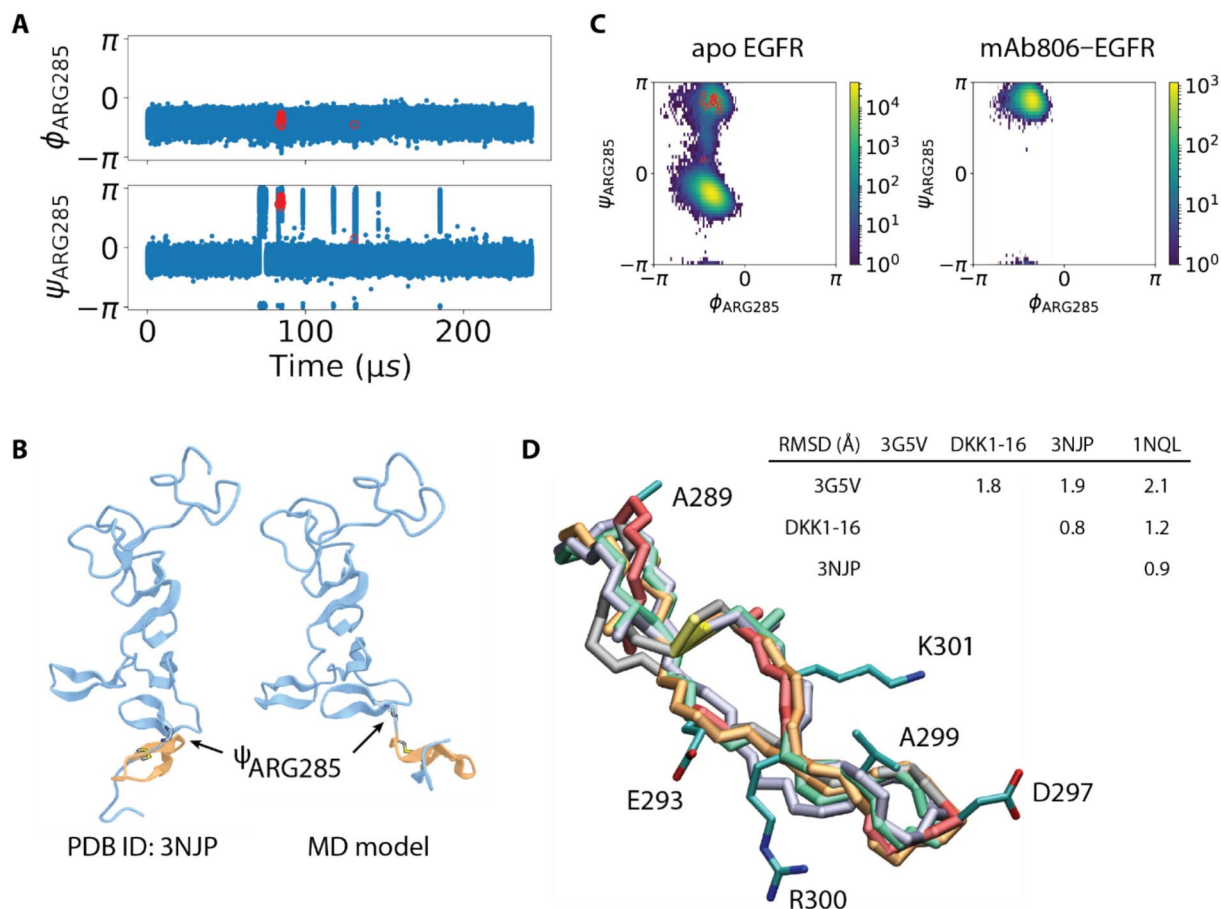 A
ϕARG285
π
0
−π
ψARG285
π
0
−π
0
100
200
Time (µs)
C
apo EGFR
mAb806−EGFR
ψARG285
π
0
−π
−π
0
π
ϕARG285
10⁴
10³
10²
10¹
10⁰
ψARG285
π
0
−π
−π
0
π
ϕARG285
10³
10²
10¹
10⁰
B
ΨARG285
PDB ID: 3NJP
MD model
D
RMSD (Å) 3G5V DKK1-16 3NJP 1NQL
3G5V 1.8 1.9 2.1
DKK1-16 0.8 1.2
3NJP 0.9
A289
K301
A299
E293
D297
R300